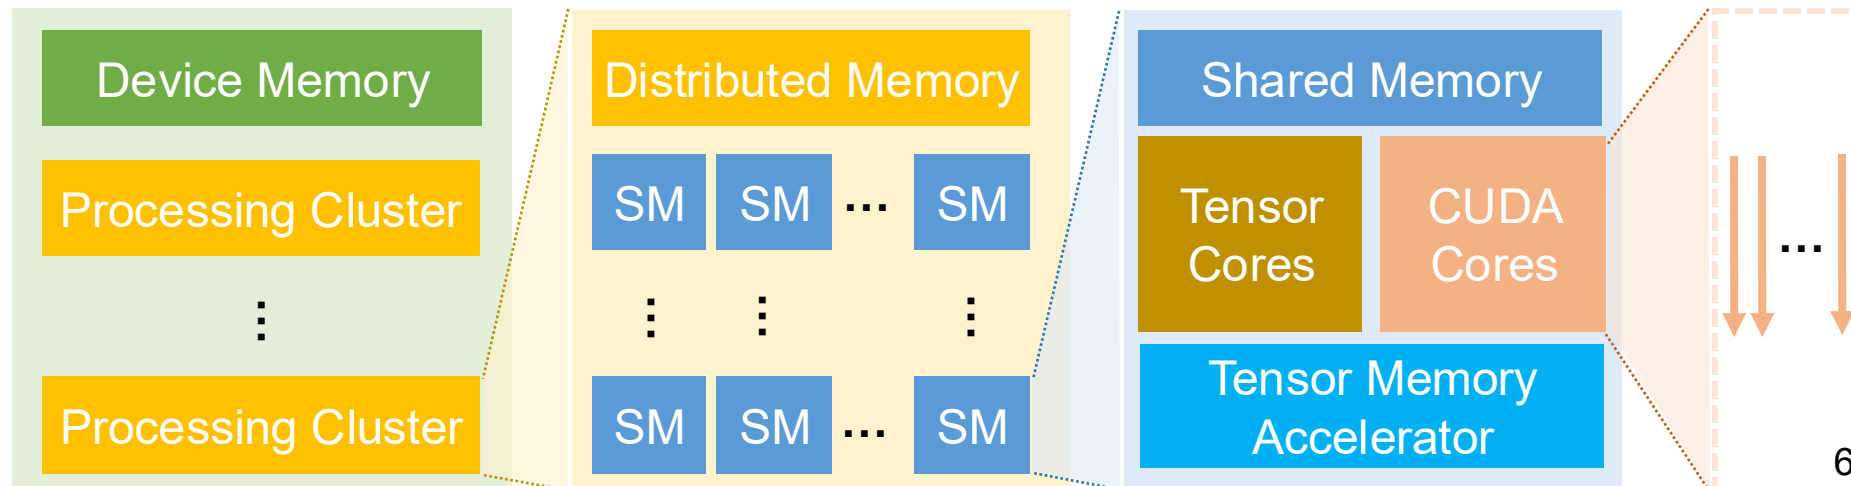 Device Memory
Processing Cluster
⋮
Processing Cluster
Distributed Memory
SM SM ... SM
⋮ ⋮ ⋮
SM SM ... SM
Shared Memory
Tensor
Cores
CUDA
Cores
Tensor Memory
Accelerator
...
6